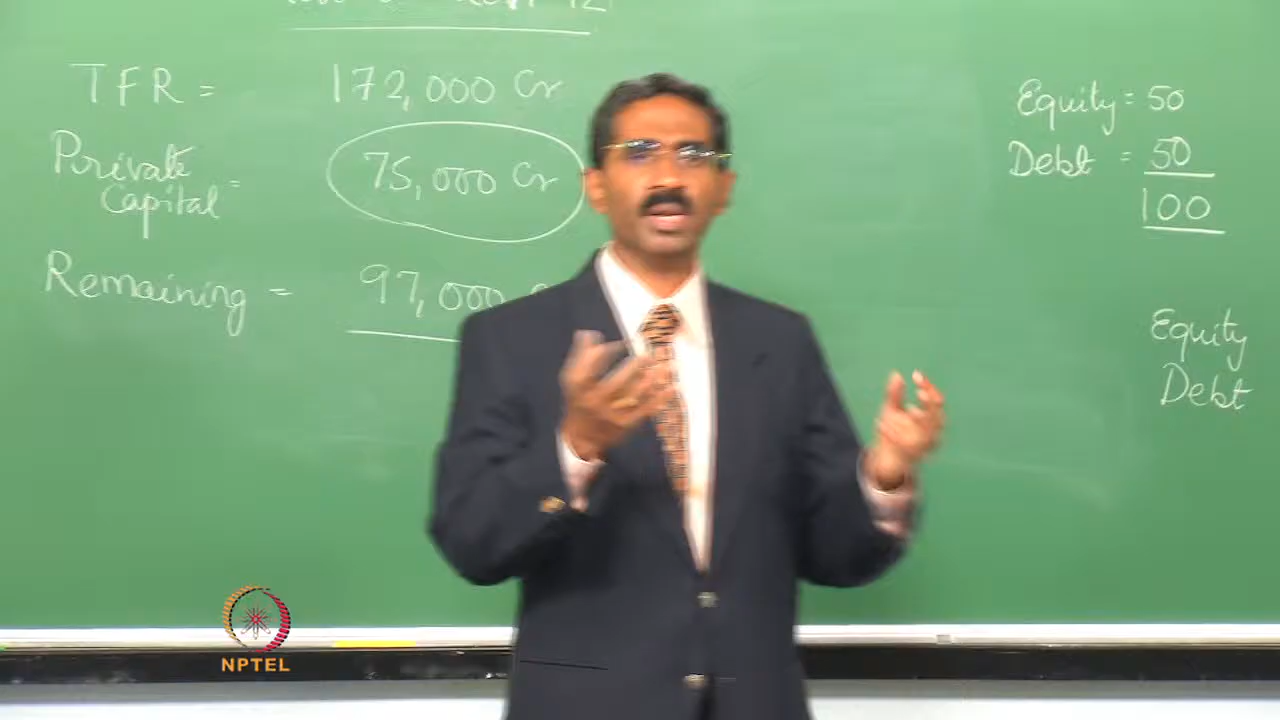 TFR = 172,000 Cr
Private Capital = 75,000 Cr
Remaining = 97,000
Equity = 50
Debt = 50
100
Equity
Debt
NPTEL